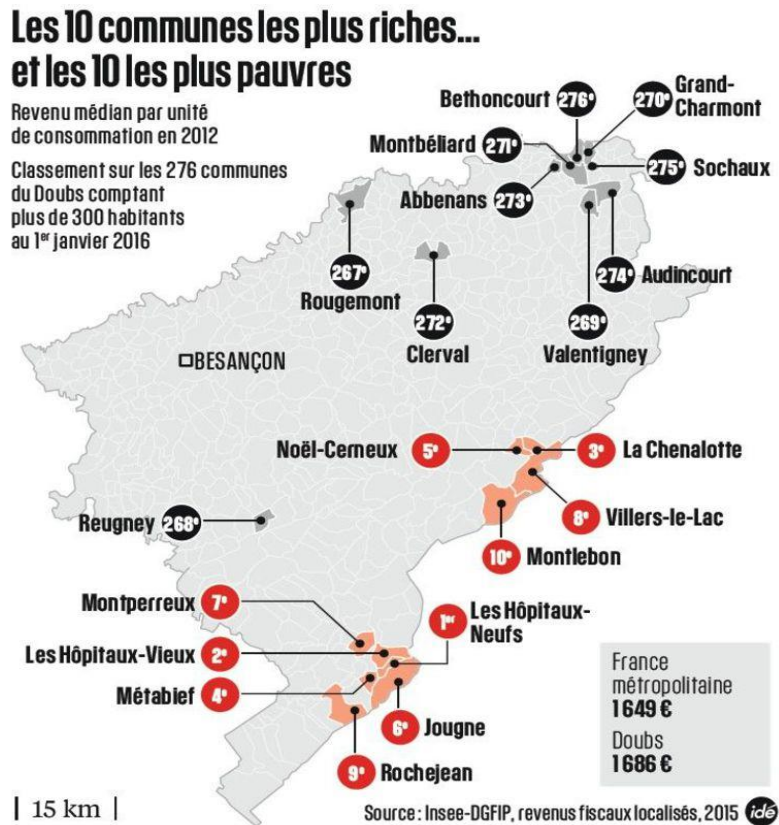 Les 10 communes les plus riches...
et les 10 les plus pauvres
Revenu médian par unité
de consommation en 2012
Classement sur les 276 communes
du Doubs comptant
plus de 300 habitants
au 1er janvier 2016
Bethoncourt 276e
270e Grand-
Charmont
Montbéliard 271e
275e Sochaux
Abbenans 273e
267e
Rougemont
272e
Clerval
269e
Valentigney
274e Audincourt
BESANÇON
Noël-Cerneux 5e
3e La Chenalotte
8e Villers-le-Lac
10e Montlebon
Reugney 268e
Montperreux 7e
1er Les Hôpitaux-
Neufs
Les Hôpitaux-Vieux 2e
Métabief 4e
6e Jougne
9e Rochejean
France
métropolitaine
1 649 €
Doubs
1 686 €
15 km
Source : Insee-DGFIP, revenus fiscaux localisés, 2015 idé